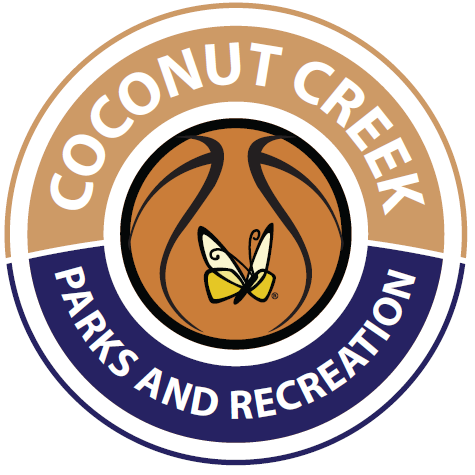 COCONUT CREEK
®
PARKS AND RECREATION